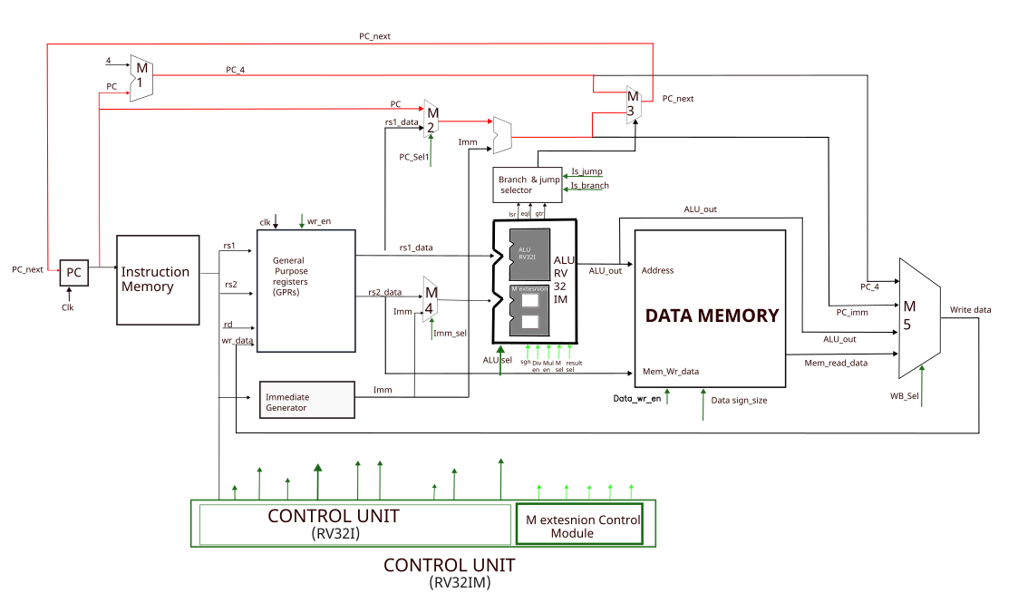 PC_next
4
M
1
PC_4
PC
PC
M
2
rs1_data
PC_Sel1
Imm
M
3
PC_next
Branch & jump
selector
Is_jump
Is_branch
lsr
eql
gtr
clk
wr_en
rs1
rs2
rd
wr_data
General
Purpose
registers
(GPRs)
rs1_data
rs2_data
Imm
M
4
Imm_sel
ALU
RV32I
M extesnion
ALU
RV
32
IM
ALU_out
ALU_out
Address
DATA MEMORY
Mem_Wr_data
PC_next
PC
Clk
Instruction
Memory
PC_4
PC_imm
ALU_out
Mem_read_data
M
5
Write data
WB_Sel
ALU sel
sgn
Div
en
Mul
en
M
sel
result
sel
Data_wr_en
Data sign_size
Immediate
Generator
Imm
CONTROL UNIT
(RV32I)
M extesnion Control
Module
CONTROL UNIT
(RV32IM)